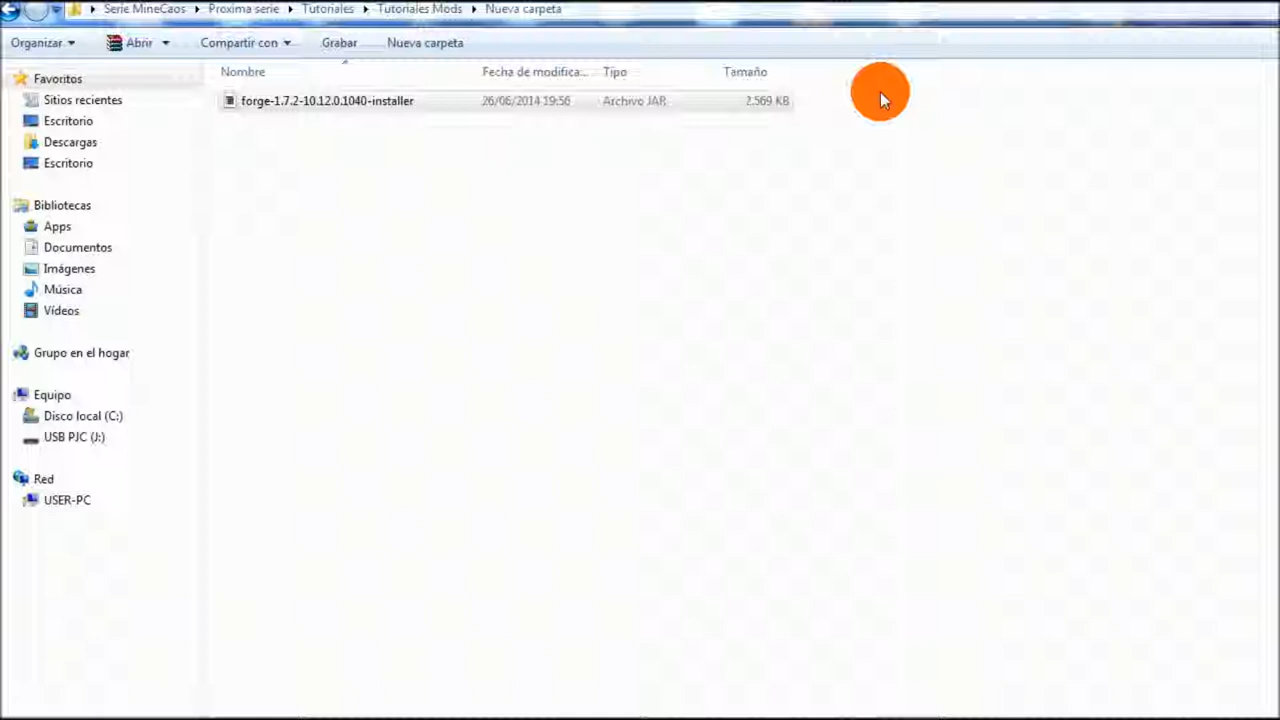 Serie MineCaos Proxima serie Tutoriales Tutoriales Mods Nueva carpeta
Organizar Abrir Compartir con Grabar Nueva carpeta
Nombre Fecha de modifica... Tipo Tamaño
forge-1.7.2-10.12.0.1040-installer 26/06/2014 19:56 Archivo JAR 2.569 KB
Favoritos
Sitios recientes
Escritorio
Descargas
Escritorio
Bibliotecas
Apps
Documentos
Imágenes
Música
Vídeos
Grupo en el hogar
Equipo
Disco local (C:)
USB PJC (J:)
Red
USER-PC